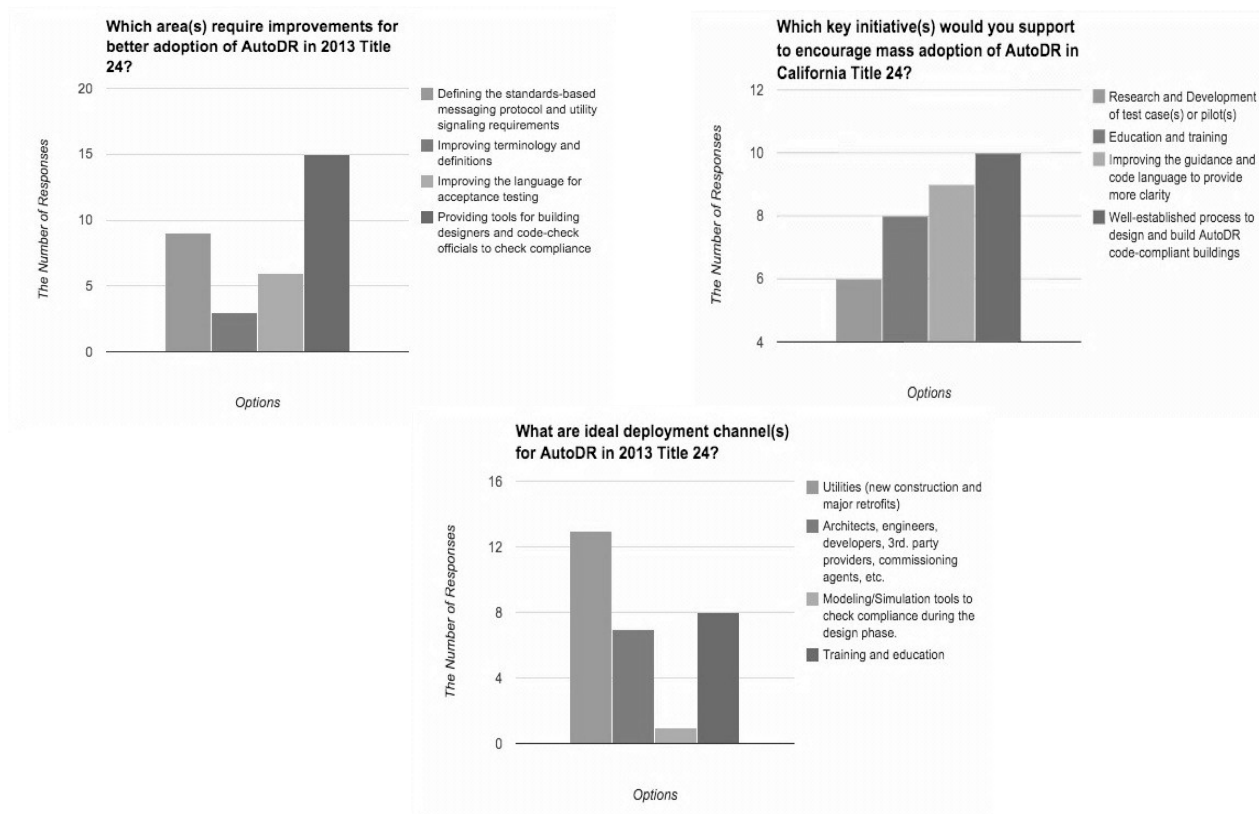 Which area(s) require improvements for
better adoption of AutoDR in 2013 Title
24?
20
15
10
5
0
The Number of Responses
Options
Defining the standards-based
messaging protocol and utility
signaling requirements
Improving terminology and
definitions
Improving the language for
acceptance testing
Providing tools for building
designers and code-check
officials to check compliance
Which key initiative(s) would you support
to encourage mass adoption of AutoDR in
California Title 24?
12
10
8
6
4
The Number of Responses
Options
Research and Development
of test case(s) or pilot(s)
Education and training
Improving the guidance and
code language to provide
more clarity
Well-established process to
design and build AutoDR
code-compliant buildings
What are ideal deployment channel(s)
for AutoDR in 2013 Title 24?
16
12
8
4
0
The Number of Responses
Options
Utilities (new construction and
major retrofits)
Architects, engineers,
developers, 3rd. party
providers, commissioning
agents, etc.
Modeling/Simulation tools to
check compliance during the
design phase.
Training and education